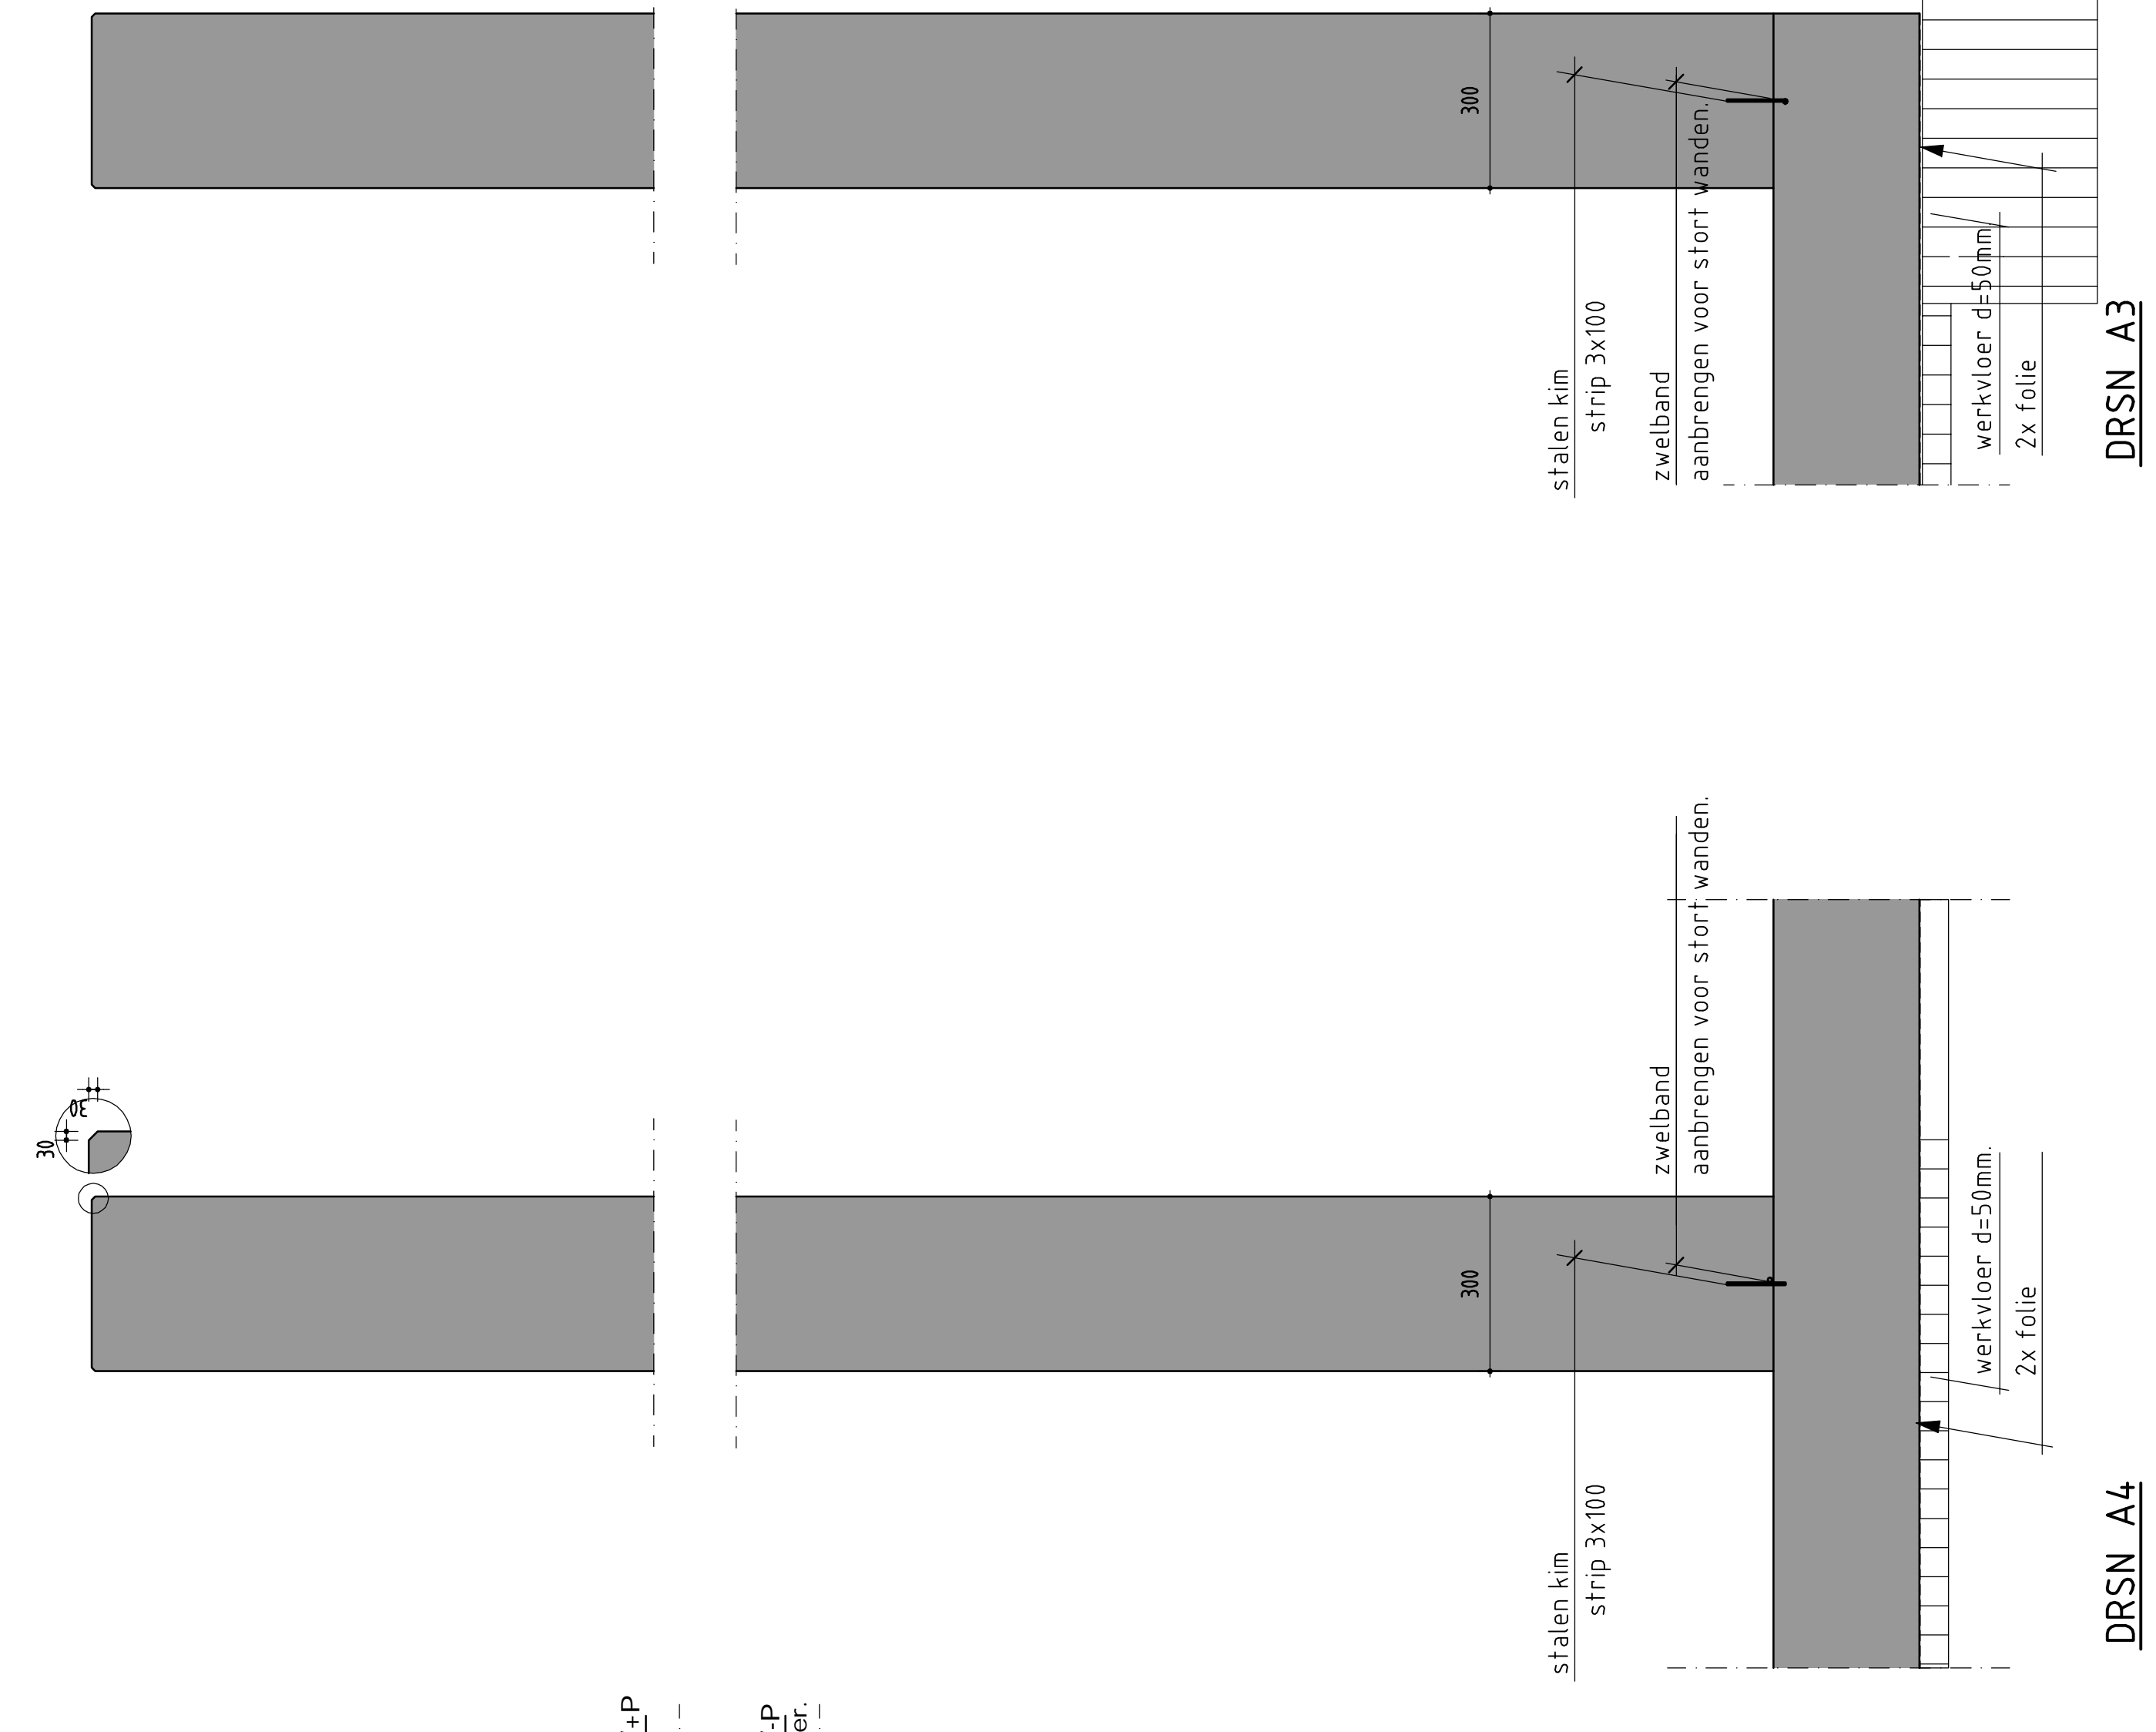 30
30
300
stalen kim
strip 3x100
zwelband
aanbrengen voor stort wanden.
werkvloer d=50mm.
2x folie
DRSN A4
300
stalen kim
strip 3x100
zwelband
aanbrengen voor stort wanden.
werkvloer d=50mm.
2x folie
DRSN A3
+P
-P
er.